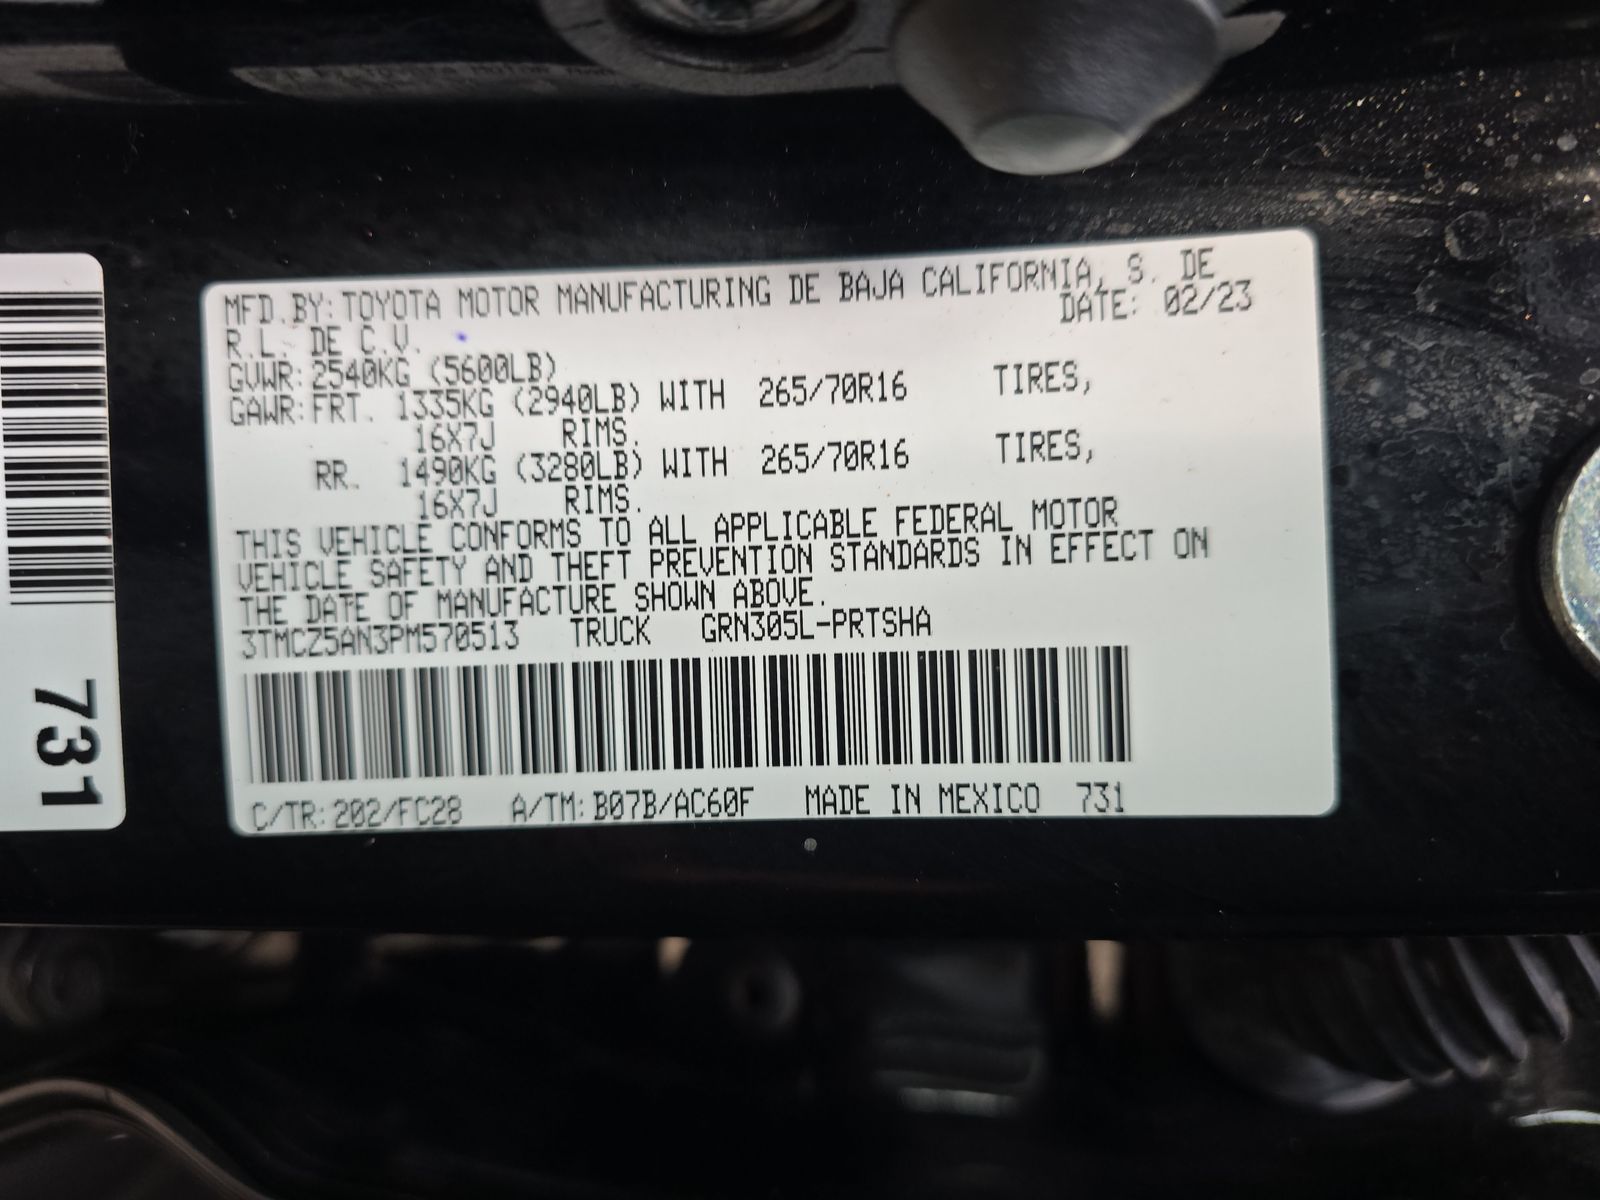 MFD.BY: TOYOTA MOTOR MANUFACTURING DE BAJA CALIFORNIA, S. DE
R.L. DE C.V. DATE: 02/23
GVWR: 2540KG (5600LB)
GAWR: FRT. 1335KG (2940LB) WITH 265/70R16 TIRES,
16X7J RIMS.
RR. 1490KG (3280LB) WITH 265/70R16 TIRES,
16X7J RIMS.
THIS VEHICLE CONFORMS TO ALL APPLICABLE FEDERAL MOTOR
VEHICLE SAFETY AND THEFT PREVENTION STANDARDS IN EFFECT ON
THE DATE OF MANUFACTURE SHOWN ABOVE.
3TMCZ5AN3PM570513 TRUCK GRN305L-PRTSHA
C/TR: 202/FC28 A/TM: B07B/AC60F MADE IN MEXICO 731
731